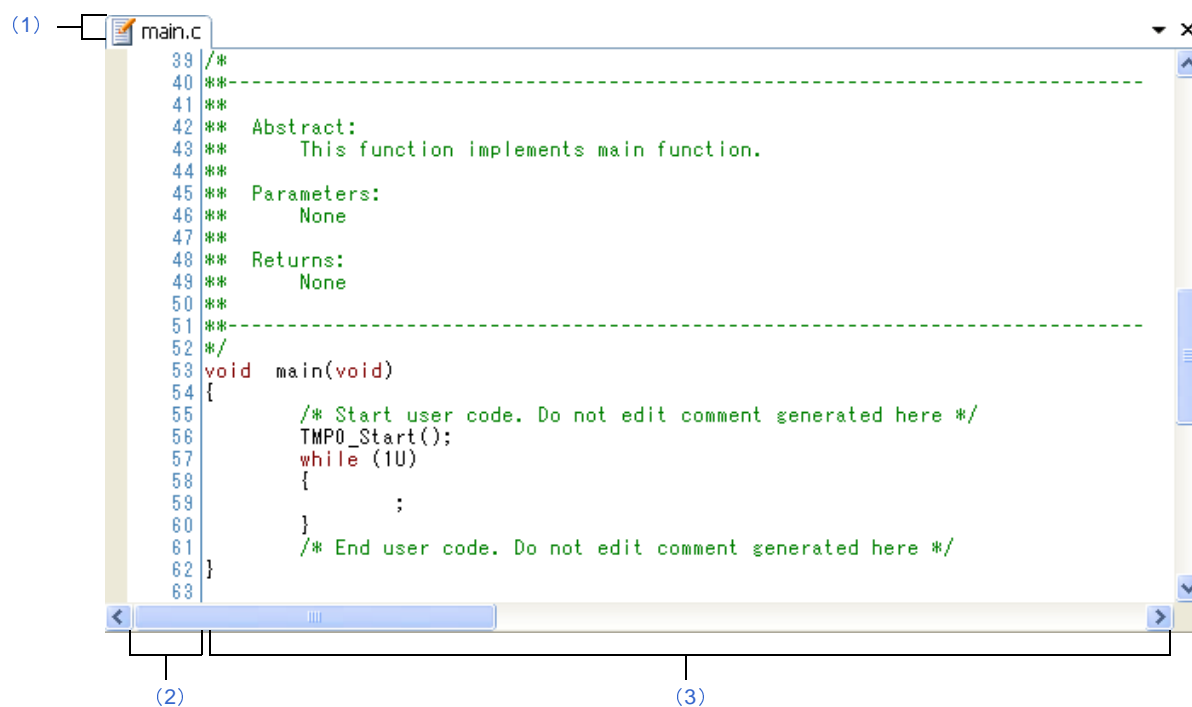 (1)
main.c
39 /*
40 **-----------------------------------------------------------------------------
41 **
42 **  Abstract:
43 **      This function implements main function.
44 **
45 **  Parameters:
46 **      None
47 **
48 **  Returns:
49 **      None
50 **
51 **-----------------------------------------------------------------------------
52 */
53 void  main(void)
54 {
55         /* Start user code. Do not edit comment generated here */
56         TMP0_Start();
57         while (1U)
58         {
59                 ;
60         }
61         /* End user code. Do not edit comment generated here */
62 }
63
(2) (3)